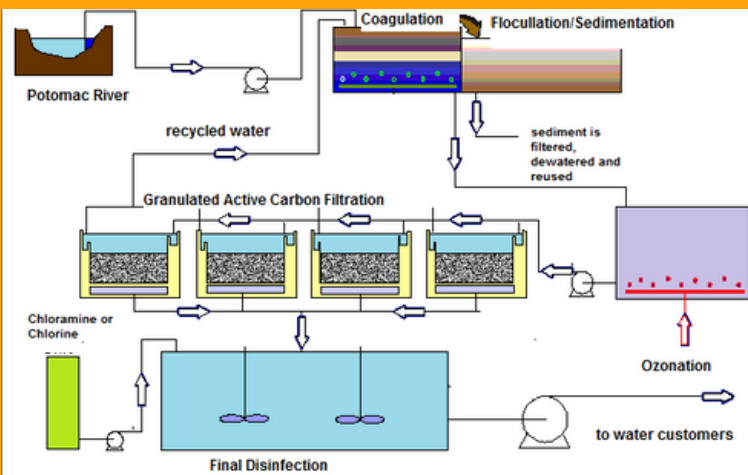 Coagulation
Flocullation/Sedimentation
Potomac River
recycled water
sediment is
filtered,
dewatered and
reused
Granulated Active Carbon Filtration
Chloramine or
Chlorine
Ozonation
to water customers
Final Disinfection